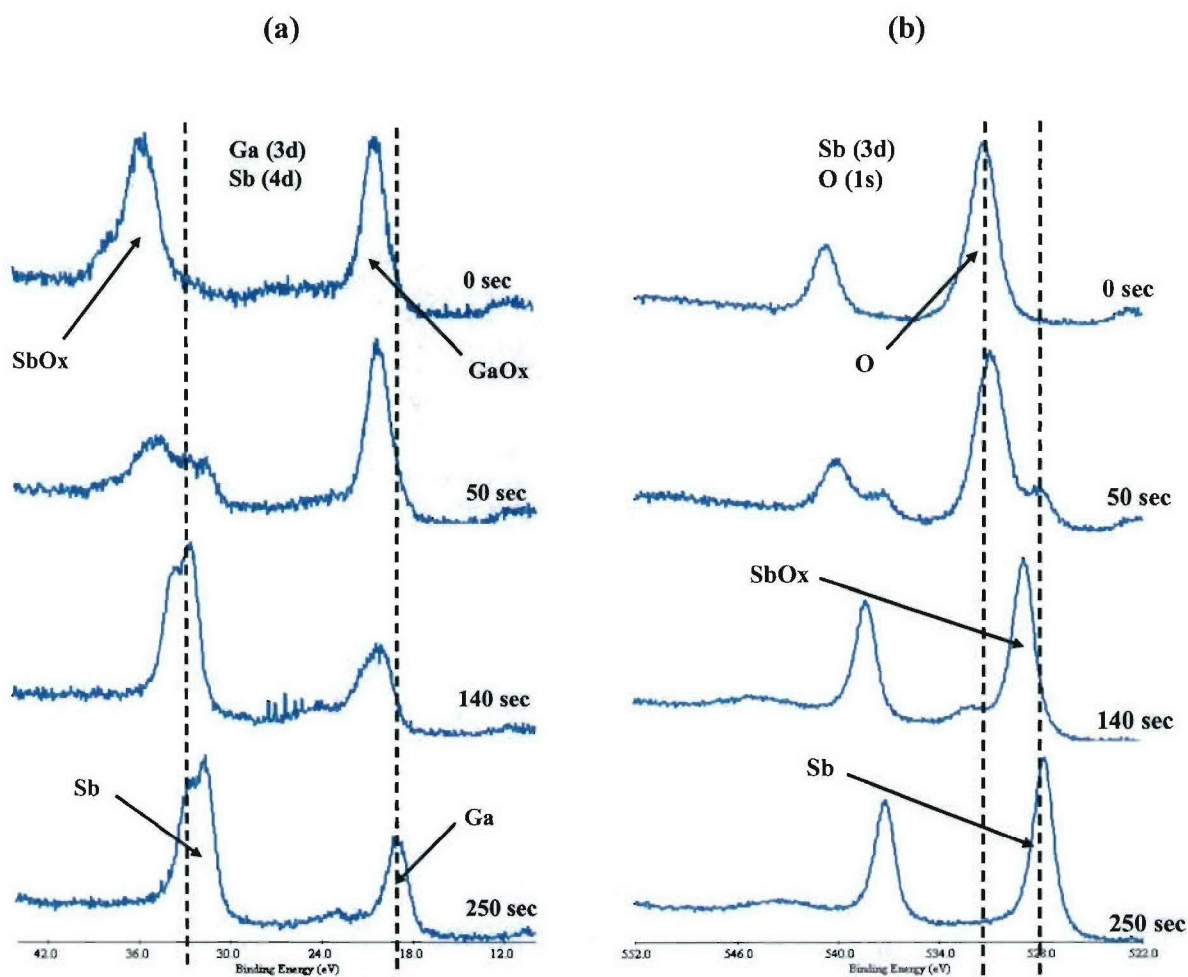 (a)
Ga (3d)
Sb (4d)
0 sec
SbOx
GaOx
50 sec
140 sec
Sb
Ga
250 sec
42.0 36.0 30.0 24.0 18.0 12.0
Binding Energy (eV)
(b)
Sb (3d)
O (1s)
0 sec
O
50 sec
SbOx
140 sec
Sb
250 sec
552.0 546.0 540.0 534.0 528.0 522.0
Binding Energy (eV)